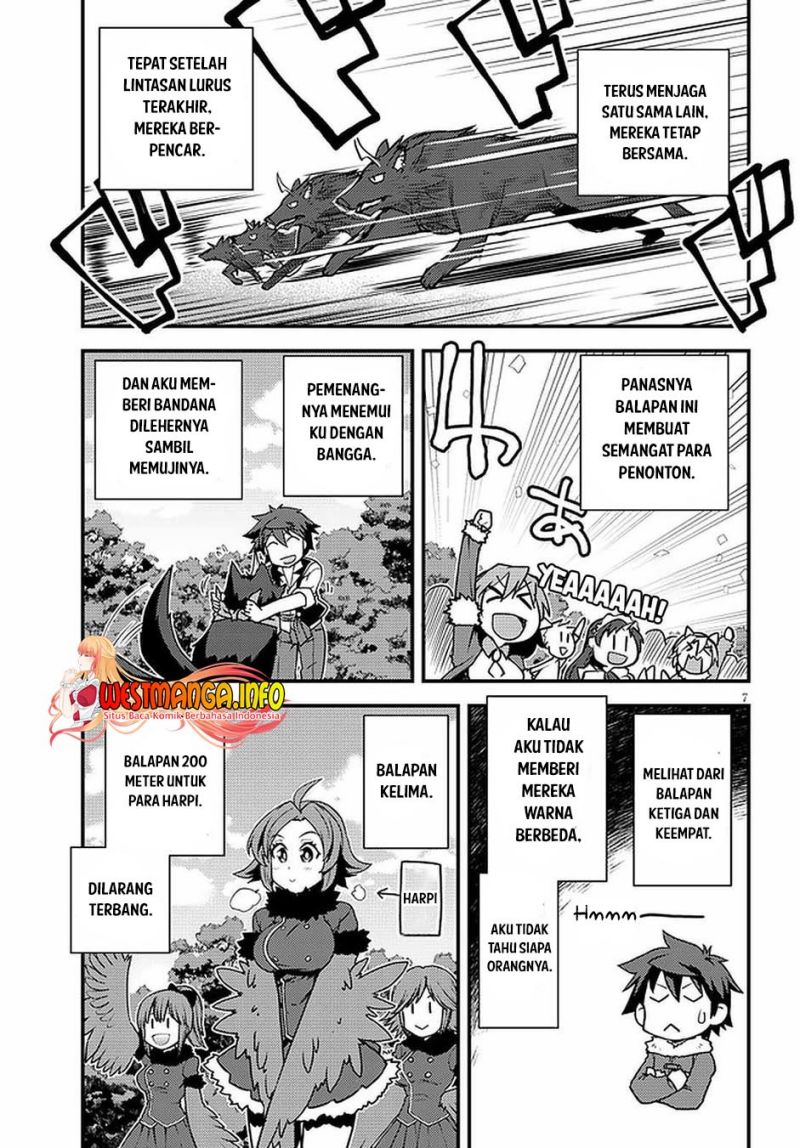 ドドドド
TERUS MENJAGA
SATU SAMA LAIN,
MEREKA TETAP
BERSAMA.
TEPAT SETELAH
LINTASAN LURUS
TERAKHIR,
MEREKA BER-
PENCAR.
PANASNYA
BALAPAN INI
MEMBUAT
SEMANGAT PARA
PENONTON.
YEAAAAAH!
PEMENANG-
NYA MENEMUI
KU DENGAN
BANGGA.
DAN AKU MEM-
BERI BANDANA
DILEHERNYA
SAMBIL
MEMUJINYA.
WESTMANGA.INFO
Situs Baca Komik Berbahasa Indonesia
7
MELIHAT DARI
BALAPAN
KETIGA DAN
KEEMPAT.
KALAU
AKU TIDAK
MEMBERI
MEREKA
WARNA
BERBEDA,
AKU TIDAK
TAHU SIAPA
ORANGNYA.
Hmmm
BALAPAN
KELIMA.
HARPI
BALAPAN 200
METER UNTUK
PARA HARPI.
DILARANG
TERBANG.